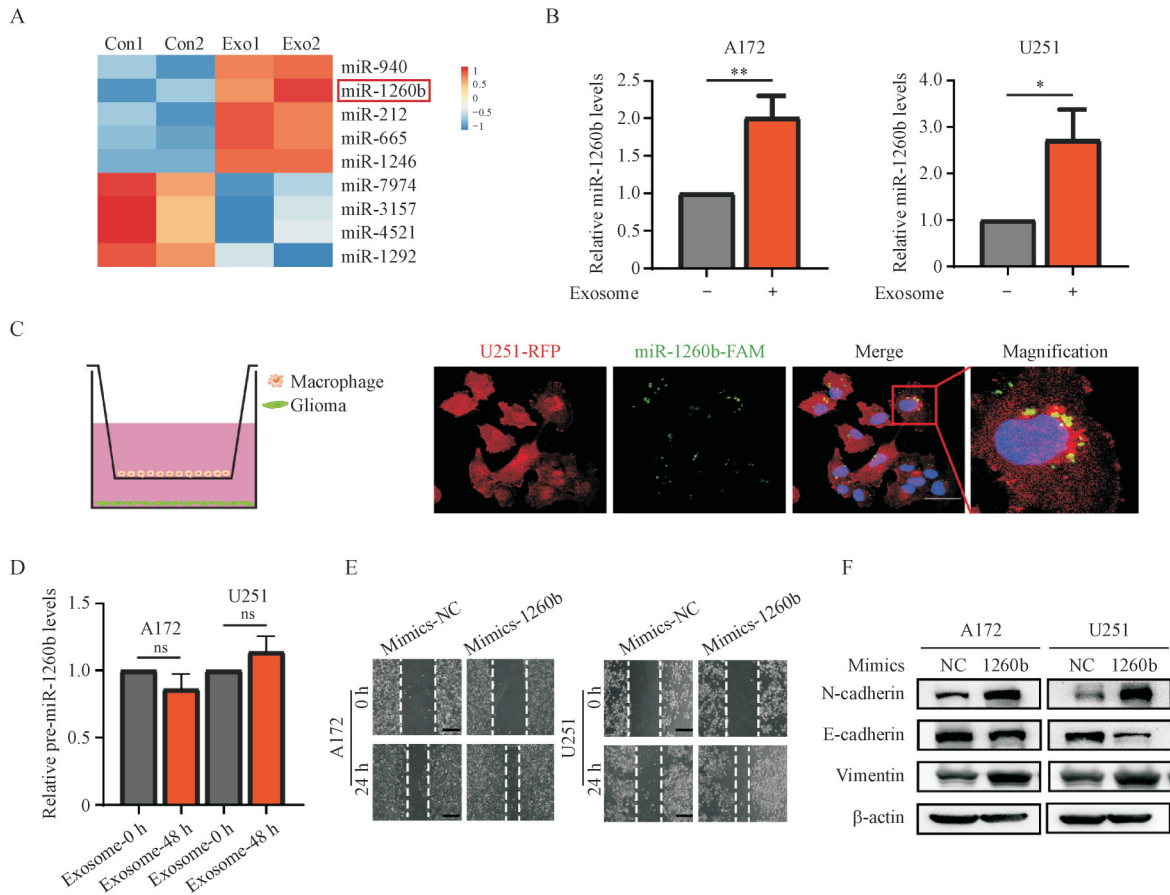 A
Con1 Con2 Exo1 Exo2
miR-940
miR-1260b
miR-212
miR-665
miR-1246
miR-7974
miR-3157
miR-4521
miR-1292
1
0.5
0
−0.5
−1
B
A172
Relative miR-1260b levels
2.5
2.0
1.5
1.0
0.5
0
**
Exosome − +
U251
Relative miR-1260b levels
4.0
3.0
2.0
1.0
0
*
Exosome − +
C
Macrophage
Glioma
U251-RFP miR-1260b-FAM Merge Magnification
D
Relative pre-miR-1260b levels
1.5
1.0
0.5
0
A172
ns
U251
ns
Exosome-0 h
Exosome-48 h
Exosome-0 h
Exosome-48 h
E
Mimics-NC
Mimics-1260b
A172
0 h
24 h
Mimics-NC
Mimics-1260b
U251
0 h
24 h
F
A172 U251
Mimics NC 1260b NC 1260b
N-cadherin
E-cadherin
Vimentin
β-actin